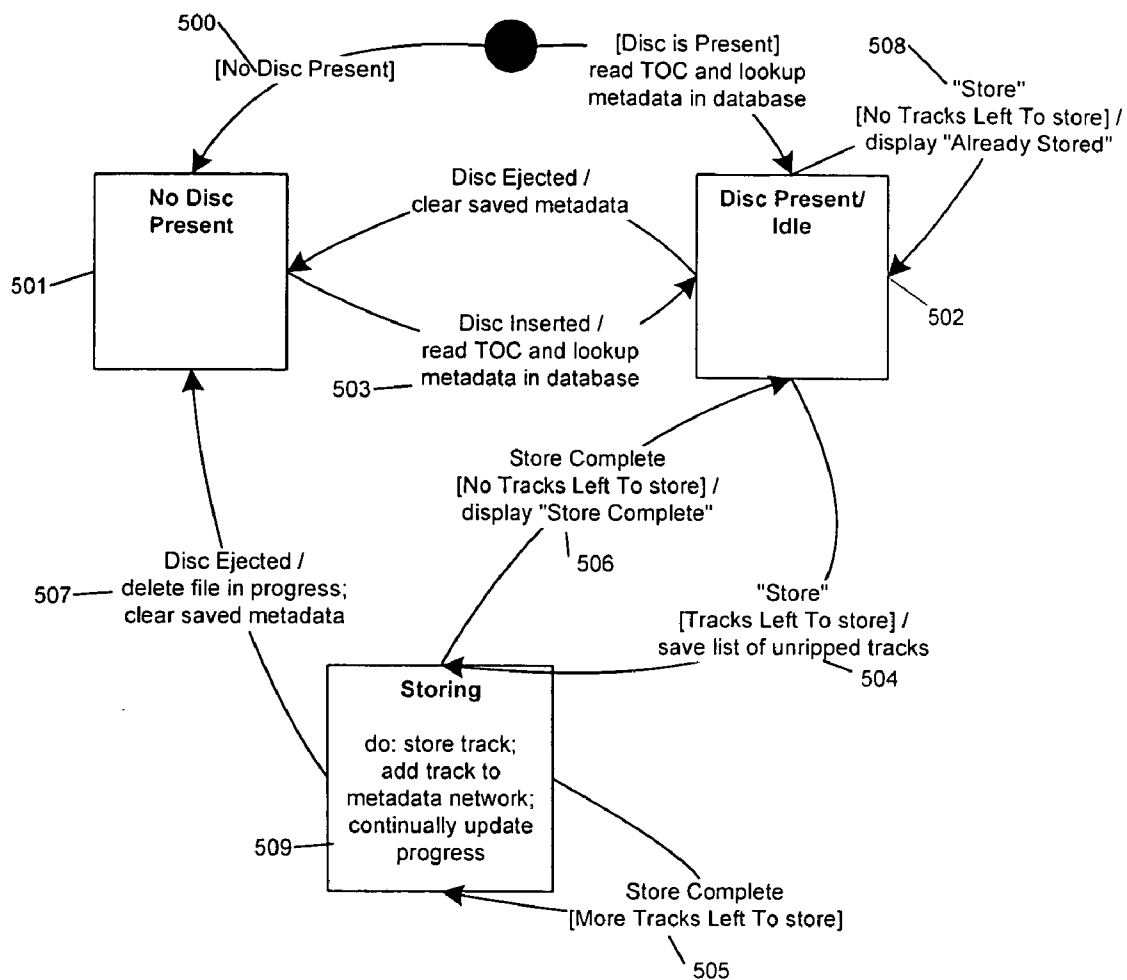 500
[No Disc Present]
[Disc is Present]
read TOC and lookup
metadata in database
508
"Store"
[No Tracks Left To store] /
display "Already Stored"
No Disc
Present
Disc Ejected /
clear saved metadata
Disc Present/
Idle
501
502
Disc Inserted /
read TOC and lookup
metadata in database
503
Store Complete
[No Tracks Left To store] /
display "Store Complete"
506
507
Disc Ejected /
delete file in progress;
clear saved metadata
"Store"
[Tracks Left To store] /
save list of unripped tracks
504
Storing
do: store track;
add track to
metadata network;
continually update
progress
509
Store Complete
[More Tracks Left To store]
505